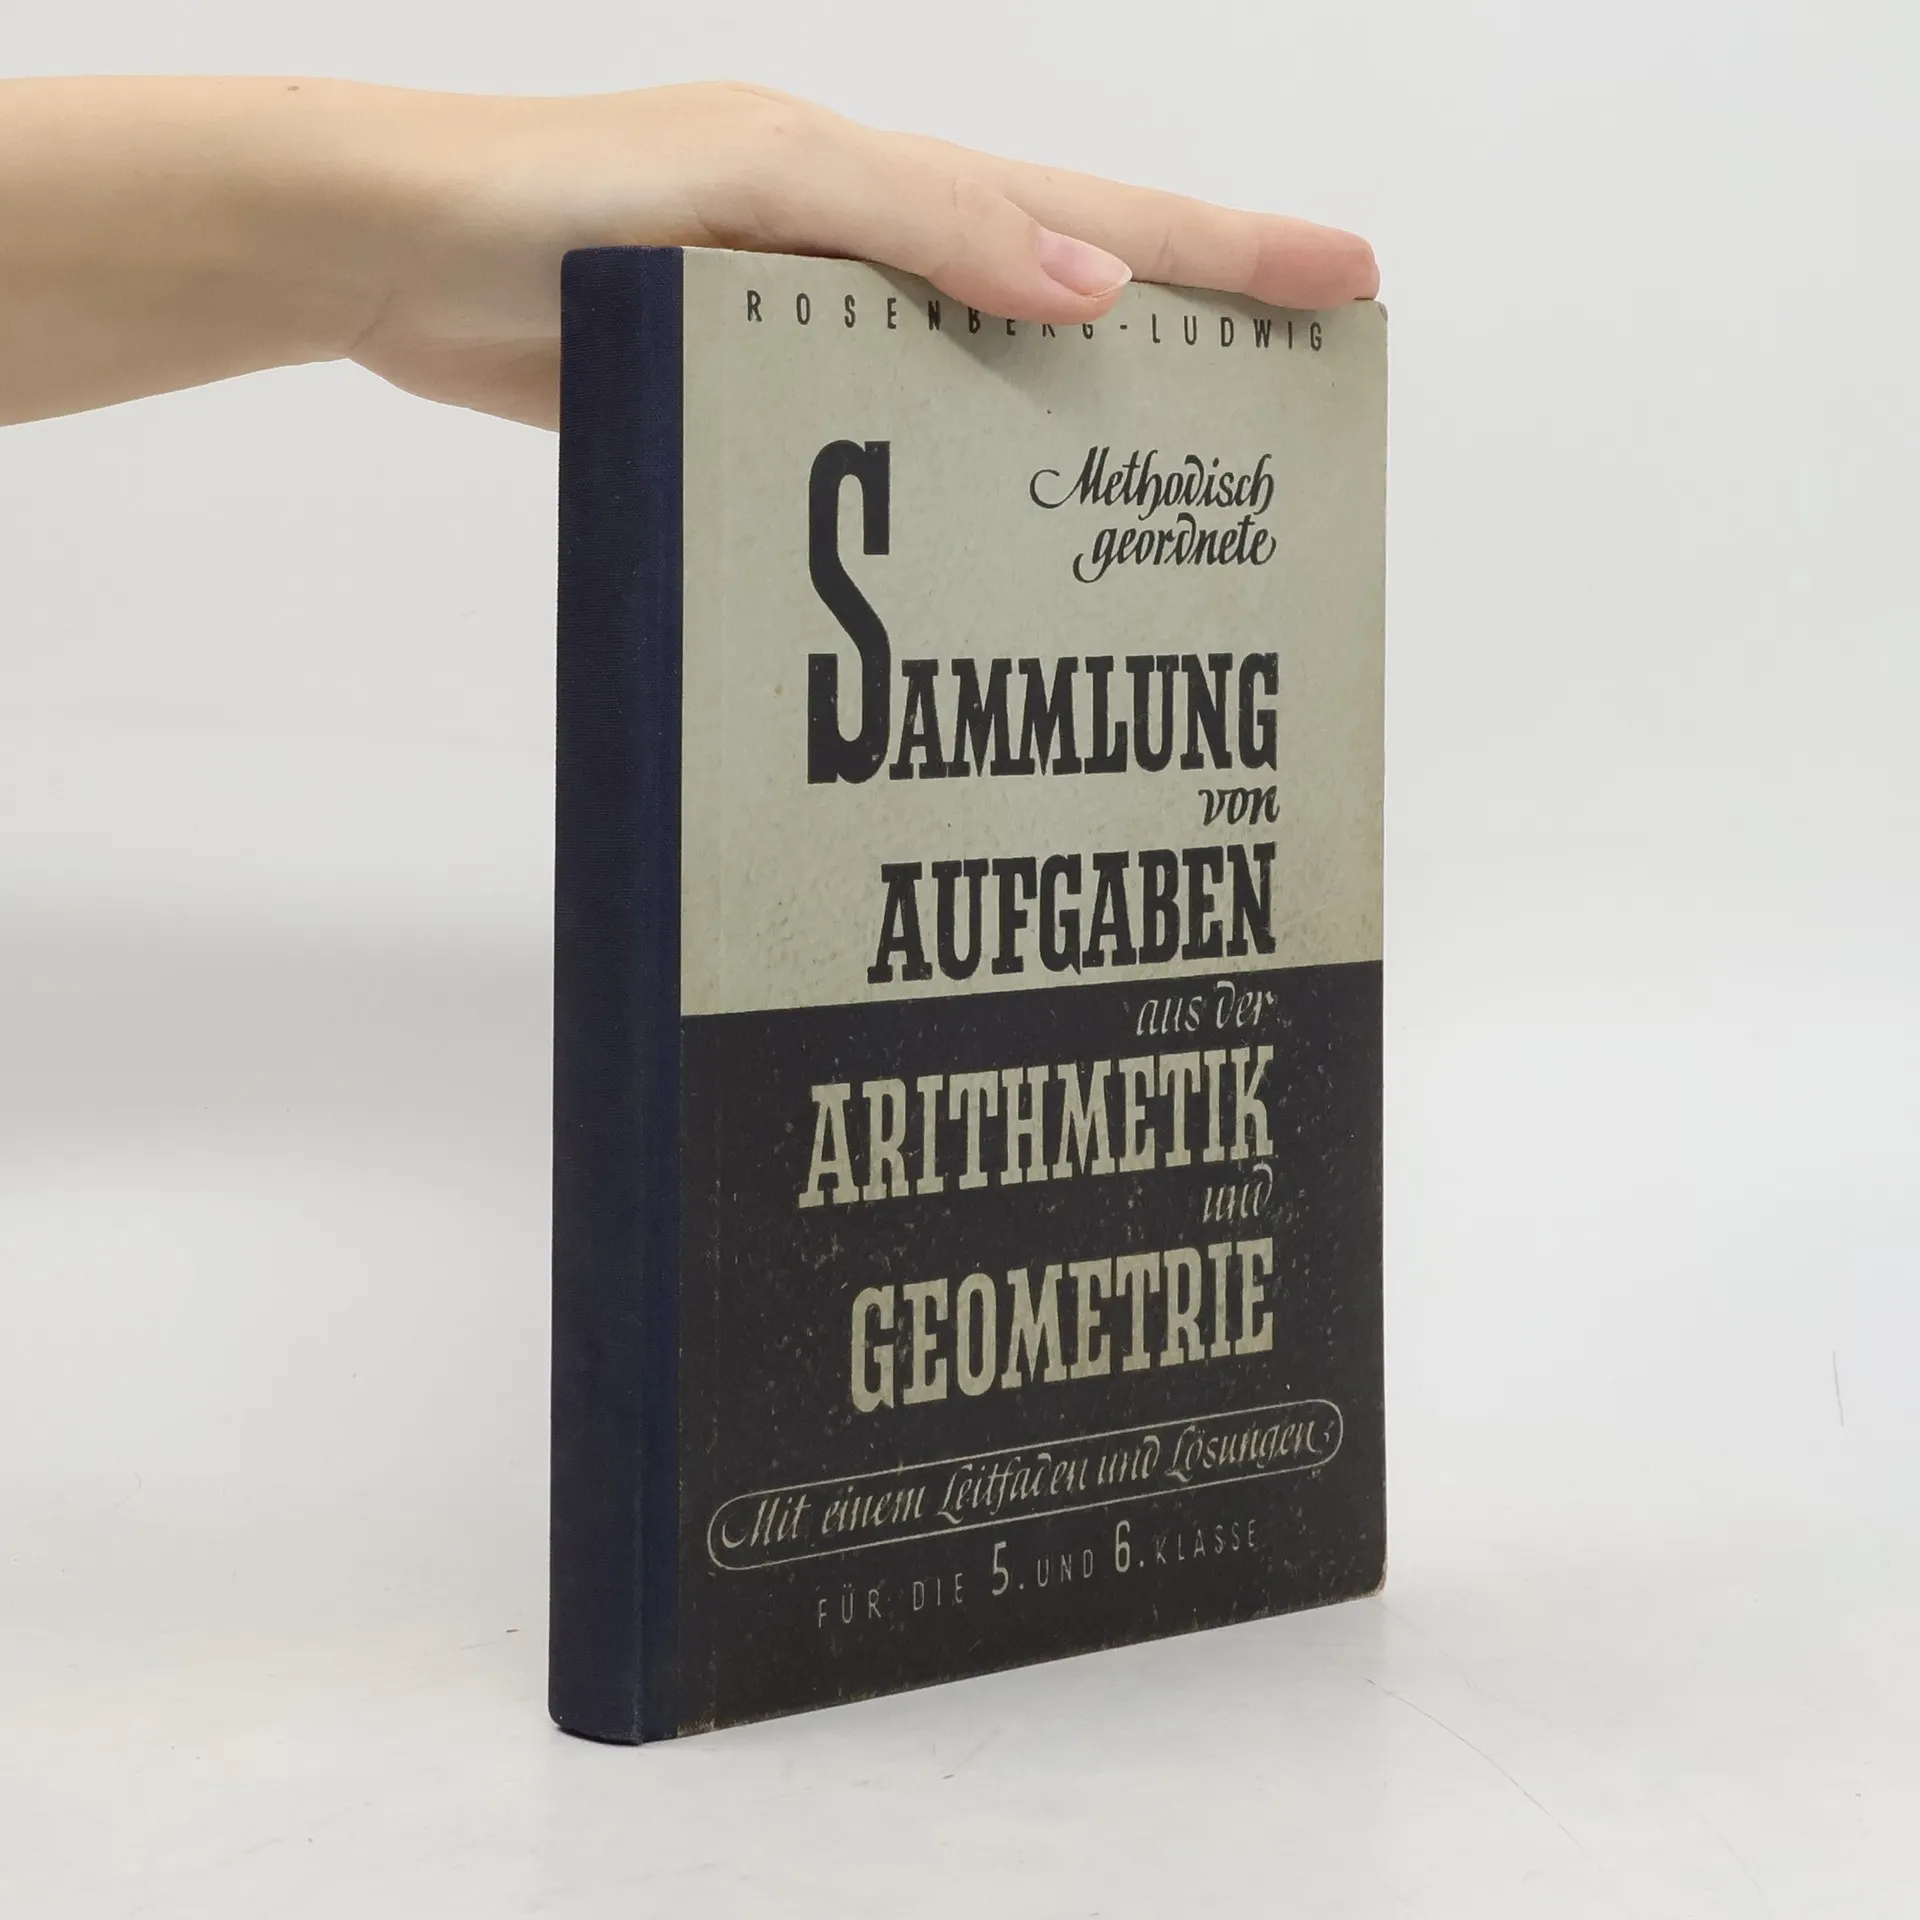 ROSENBERG-LUDWIG
Methodisch
geordnete
SAMMLUNG
von
AUFGABEN
aus der
ARITHMETIK
und
GEOMETRIE
Mit einem Leitfaden und Lösungen
FÜR DIE 5. UND 6. KLASSE